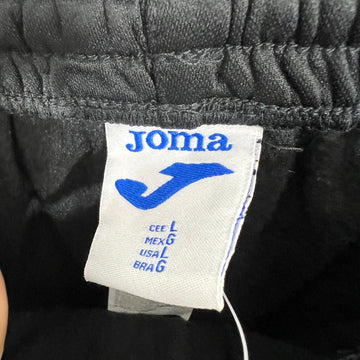 Joma
CEE L
MEX G
USA L
BRA G